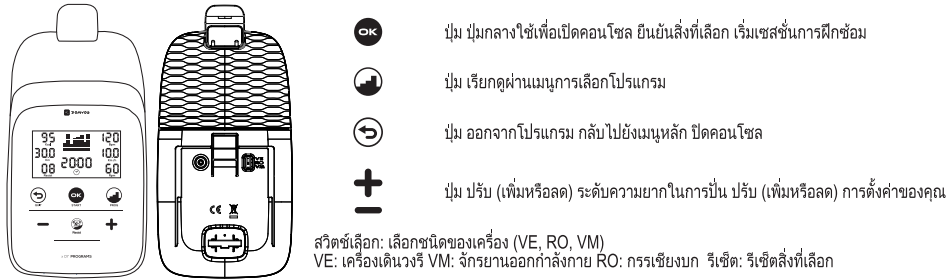 DOMYOS
9.5
12.0
30.0
10.0
20:00
0.8
60
OK
START
Reset
PROGRAMS
VE
RO
VM
CE
OK
ปุ่ม ปุ่มกลางใช้เพื่อเปิดคอนโซล ยืนยันสิ่งที่เลือก เริ่มเซสชั่นการฝึกซ้อม
ปุ่ม เรียกดูผ่านเมนูการเลือกโปรแกรม
ปุ่ม ออกจากโปรแกรม กลับไปยังเมนูหลัก ปิดคอนโซล
ปุ่ม ปรับ (เพิ่มหรือลด) ระดับความยากในการปั่น ปรับ (เพิ่มหรือลด) การตั้งค่าของคุณ
สวิตช์เลือก: เลือกชนิดของเครื่อง (VE, RO, VM)
VE: เครื่องเดินวงรี VM: จักรยานออกกำลังกาย RO: กรรเชียงบก รีเซ็ต: รีเซ็ตสิ่งที่เลือก